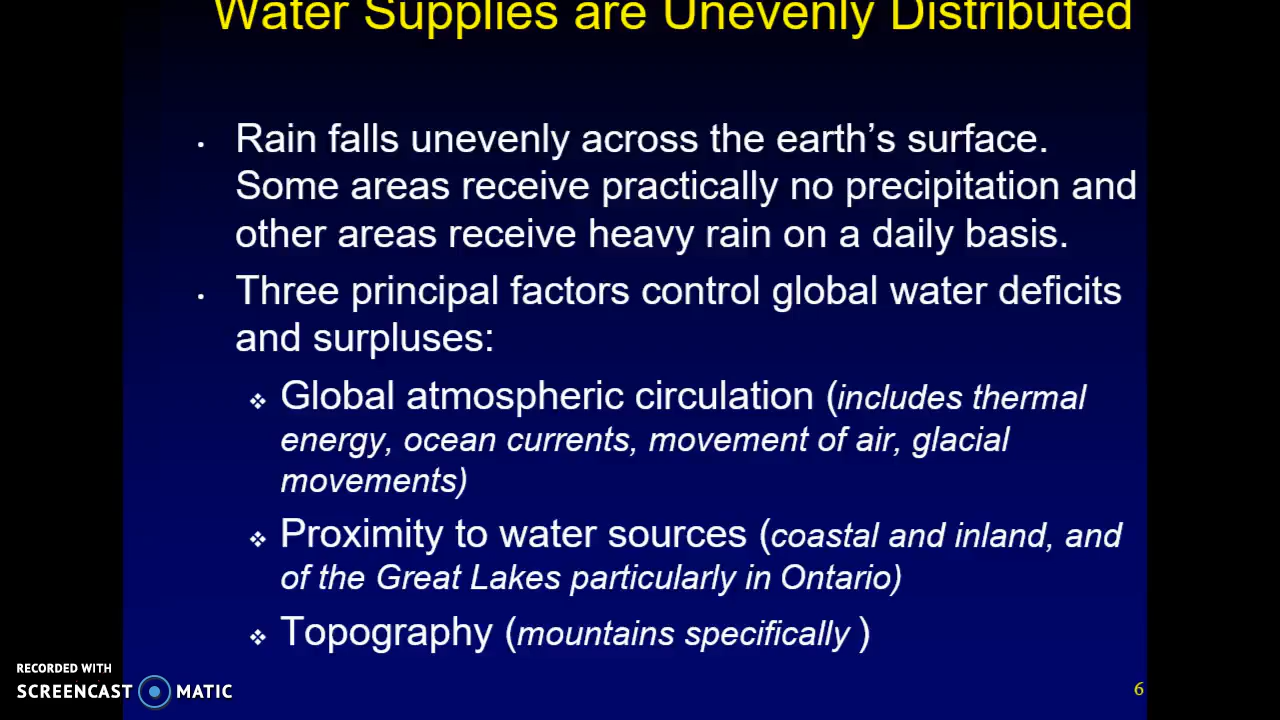 Water Supplies are Unevenly Distributed
• Rain falls unevenly across the earth’s surface.
Some areas receive practically no precipitation and
other areas receive heavy rain on a daily basis.
• Three principal factors control global water deficits
and surpluses:
❖ Global atmospheric circulation (includes thermal
energy, ocean currents, movement of air, glacial
movements)
❖ Proximity to water sources (coastal and inland, and
of the Great Lakes particularly in Ontario)
❖ Topography (mountains specifically )
RECORDED WITH
SCREENCAST MATIC
6